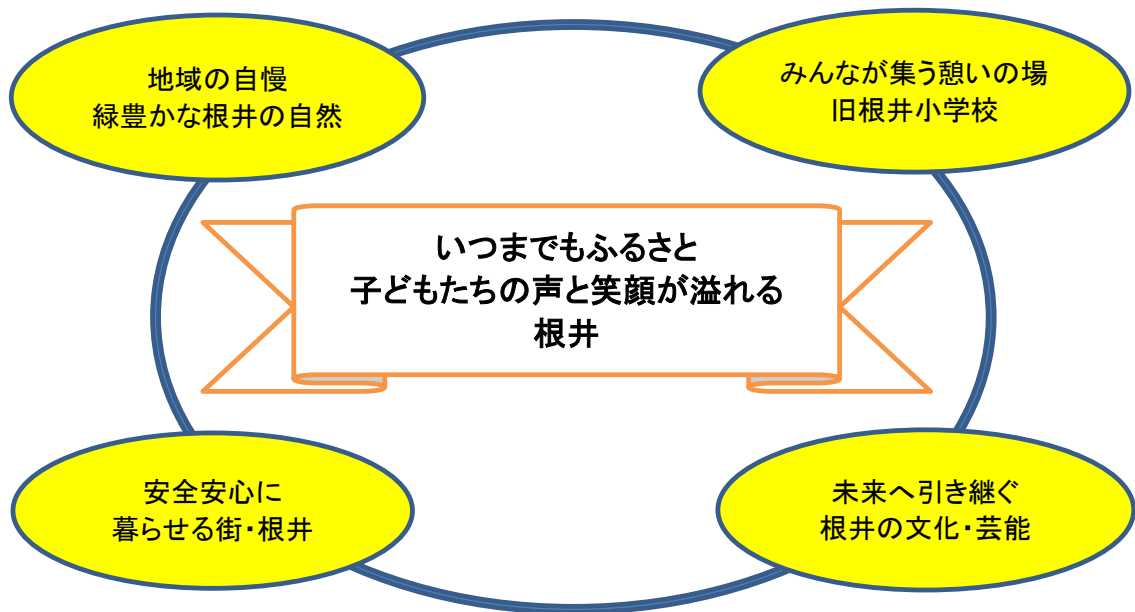 地域の自慢
緑豊かな根井の自然
みんなが集う憩いの場
旧根井小学校
いつまでもふるさと
子どもたちの声と笑顔が溢れる
根井
安全安心に
暮らせる街・根井
未来へ引き継ぐ
根井の文化・芸能